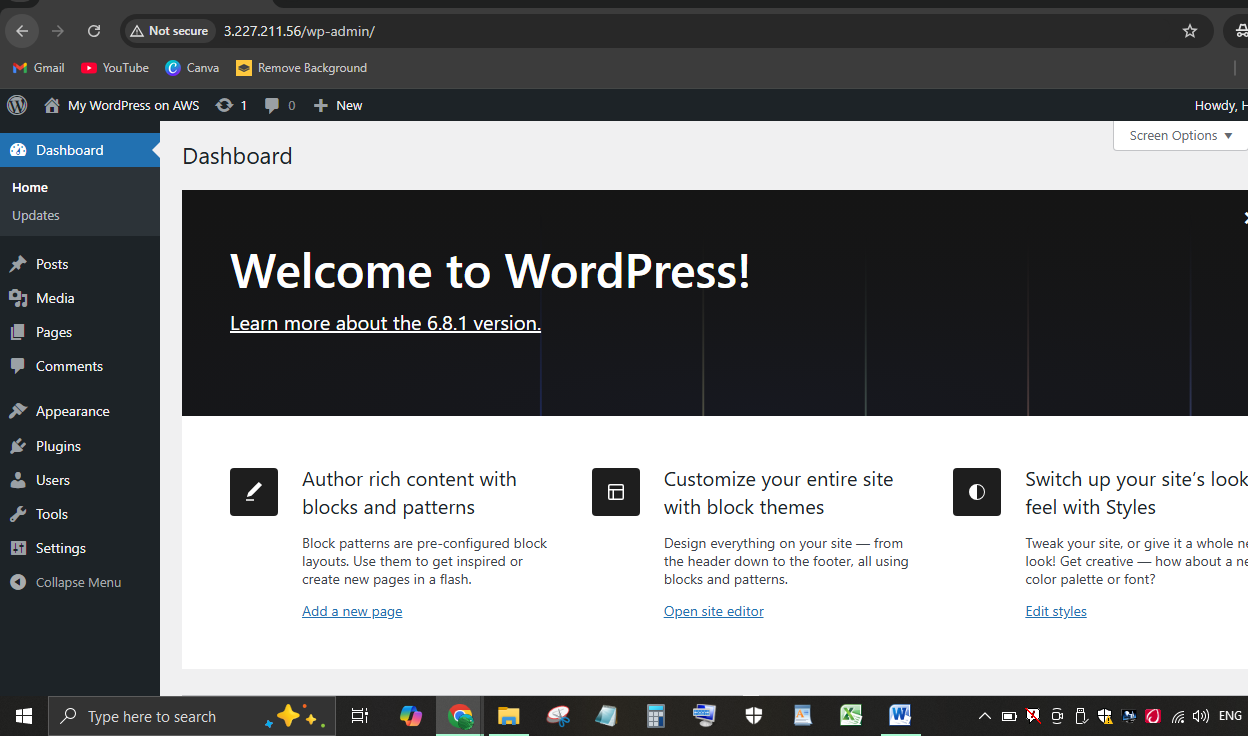 Not secure 3.227.211.56/wp-admin/
Gmail YouTube Canva Remove Background
My WordPress on AWS 1 0 New Howdy, H
Screen Options
Dashboard
Home
Updates
Posts
Media
Pages
Comments
Appearance
Plugins
Users
Tools
Settings
Collapse Menu
Dashboard
Welcome to WordPress!
Learn more about the 6.8.1 version.
Author rich content with
blocks and patterns
Block patterns are pre-configured block
layouts. Use them to get inspired or
create new pages in a flash.
Add a new page
Customize your entire site
with block themes
Design everything on your site — from
the header down to the footer, all using
blocks and patterns.
Open site editor
Switch up your site’s look
feel with Styles
Tweak your site, or give it a whole ne
look! Get creative — how about a ne
color palette or font?
Edit styles
Type here to search
ENG